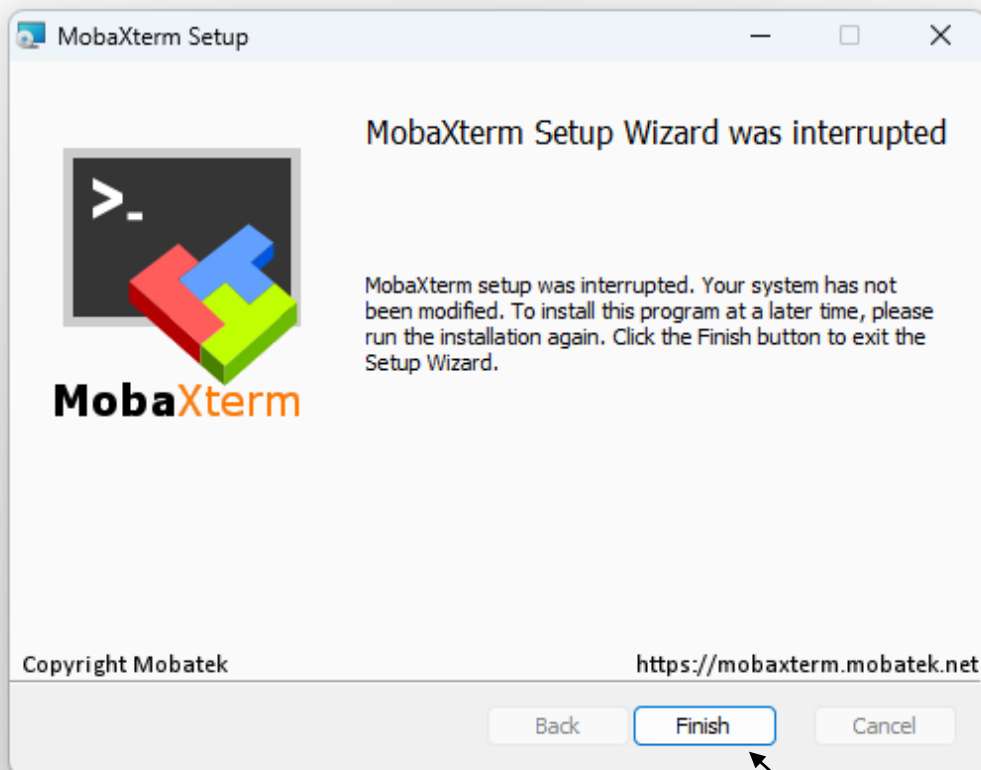 MobaXterm Setup
MobaXterm Setup Wizard was interrupted
>_
MobaXterm setup was interrupted. Your system has not
been modified. To install this program at a later time, please
run the installation again. Click the Finish button to exit the
Setup Wizard.
MobaXterm
Copyright Mobatek https://mobaxterm.mobatek.net
Back Finish Cancel